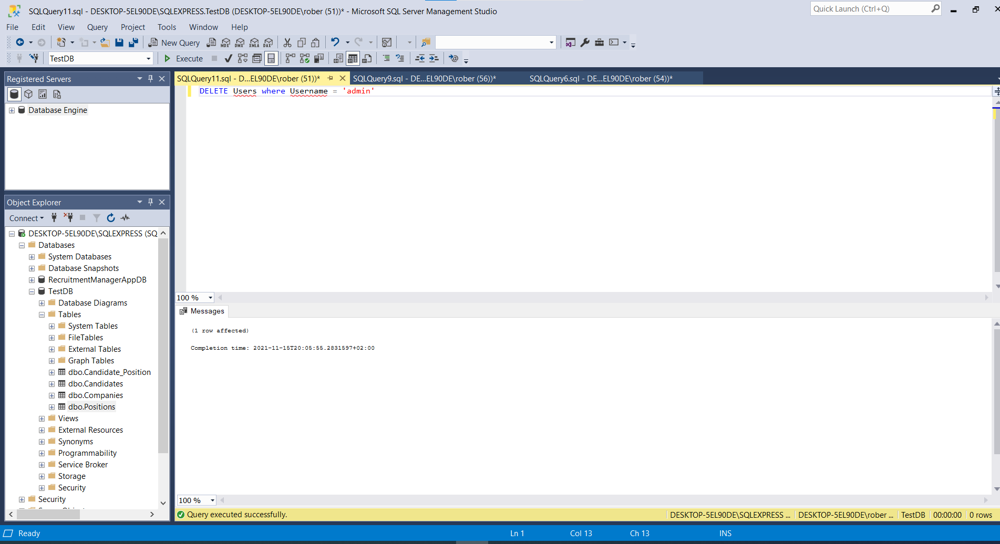 SQLQuery11.sql - DESKTOP-5EL90DE\SQLEXPRESS.TestDB (DESKTOP-5EL90DE\rober (51))* - Microsoft SQL Server Management Studio
Quick Launch (Ctrl+Q)
File Edit View Query Project Tools Window Help
New Query MDX DMX XMLA DAX
TestDB Execute
Registered Servers
Database Engine
SQLQuery11.sql - D...EL90DE\rober (51))* SQLQuery9.sql - DE...EL90DE\rober (56))* SQLQuery6.sql - DE...EL90DE\rober (54))*
DELETE Users where Username = 'admin'
100 %
Messages
(1 row affected)
Completion time: 2021-11-15T20:05:55.2831597+02:00
100 %
Object Explorer
Connect
DESKTOP-5EL90DE\SQLEXPRESS (SQ
Databases
System Databases
Database Snapshots
RecruitmentManagerAppDB
TestDB
Database Diagrams
Tables
System Tables
FileTables
External Tables
Graph Tables
dbo.Candidate_Position
dbo.Candidates
dbo.Companies
dbo.Positions
Views
External Resources
Synonyms
Programmability
Service Broker
Storage
Security
Security
Query executed successfully. DESKTOP-5EL90DE\SQLEXPRESS ... DESKTOP-5EL90DE\rober ... TestDB 00:00:00 0 rows
Ready Ln 1 Col 13 Ch 13 INS